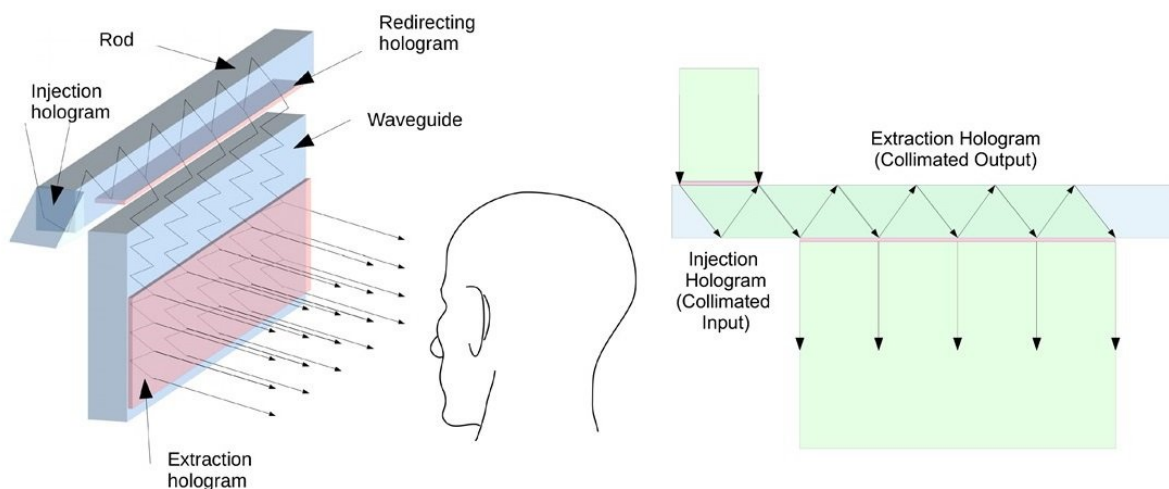 Rod
Redirecting
hologram
Injection
hologram
Waveguide
Extraction
hologram
Extraction Hologram
(Collimated Output)
Injection
Hologram
(Collimated
Input)